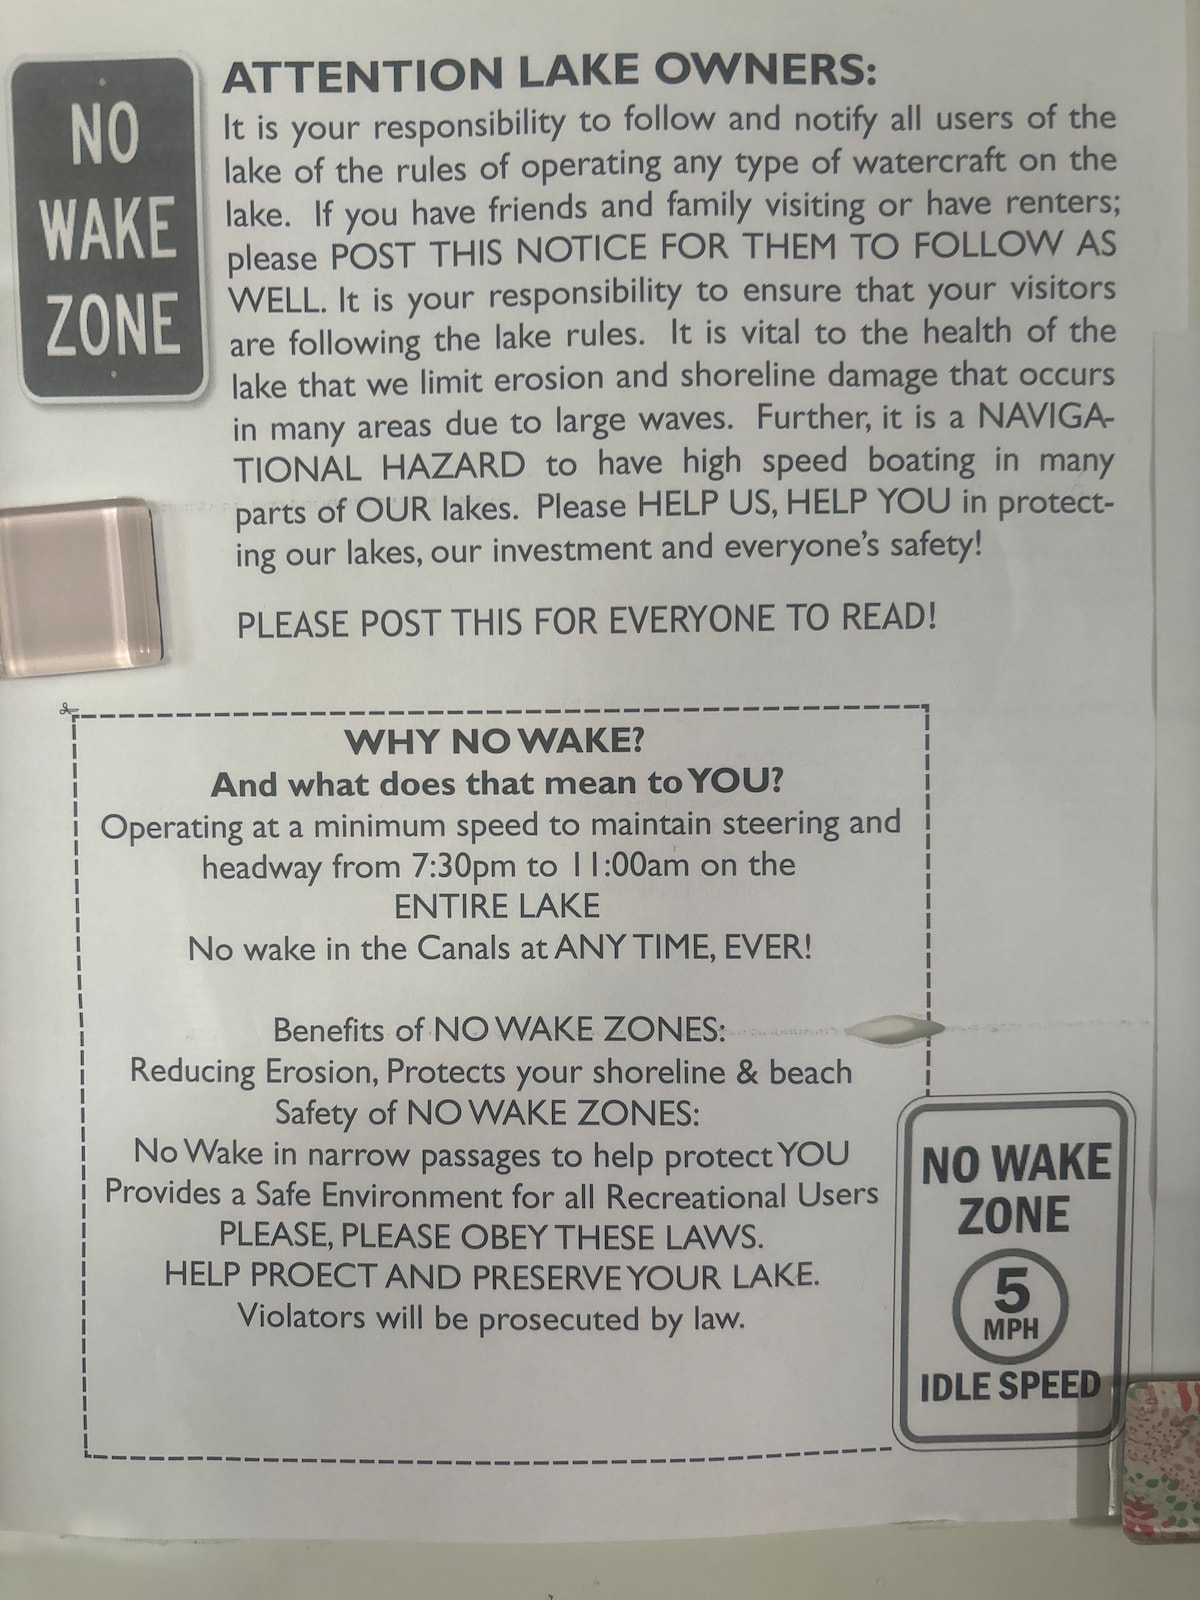 NO
WAKE
ZONE
ATTENTION LAKE OWNERS:
It is your responsibility to follow and notify all users of the
lake of the rules of operating any type of watercraft on the
lake. If you have friends and family visiting or have renters;
please POST THIS NOTICE FOR THEM TO FOLLOW AS
WELL. It is your responsibility to ensure that your visitors
are following the lake rules. It is vital to the health of the
lake that we limit erosion and shoreline damage that occurs
in many areas due to large waves. Further, it is a NAVIGA-
TIONAL HAZARD to have high speed boating in many
parts of OUR lakes. Please HELP US, HELP YOU in protect-
ing our lakes, our investment and everyone's safety!
PLEASE POST THIS FOR EVERYONE TO READ!
WHY NO WAKE?
And what does that mean to YOU?
Operating at a minimum speed to maintain steering and
headway from 7:30pm to 11:00am on the
ENTIRE LAKE
No wake in the Canals at ANY TIME, EVER!
Benefits of NO WAKE ZONES:
Reducing Erosion, Protects your shoreline & beach
Safety of NO WAKE ZONES:
No Wake in narrow passages to help protect YOU
Provides a Safe Environment for all Recreational Users
PLEASE, PLEASE OBEY THESE LAWS.
HELP PROECT AND PRESERVE YOUR LAKE.
Violators will be prosecuted by law.
NO WAKE
ZONE
5
MPH
IDLE SPEED